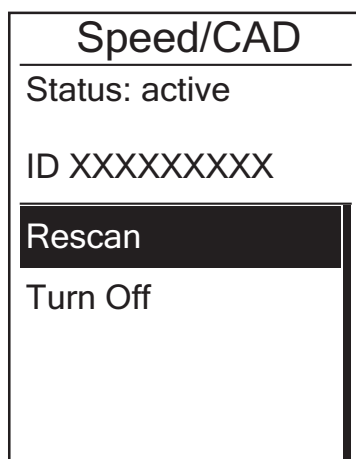 Speed/CAD
Status: active
ID XXXXXXXXX
Rescan
Turn Off